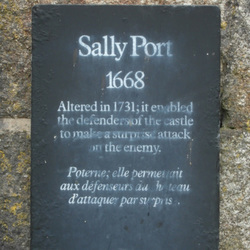 Sally Port
1668
Altered in 1731; it enabled
the defenders of the castle
to make a surprise attack
on the enemy.
Poterne; elle permettait
aux défenseurs du château
d'attaquer par surpris